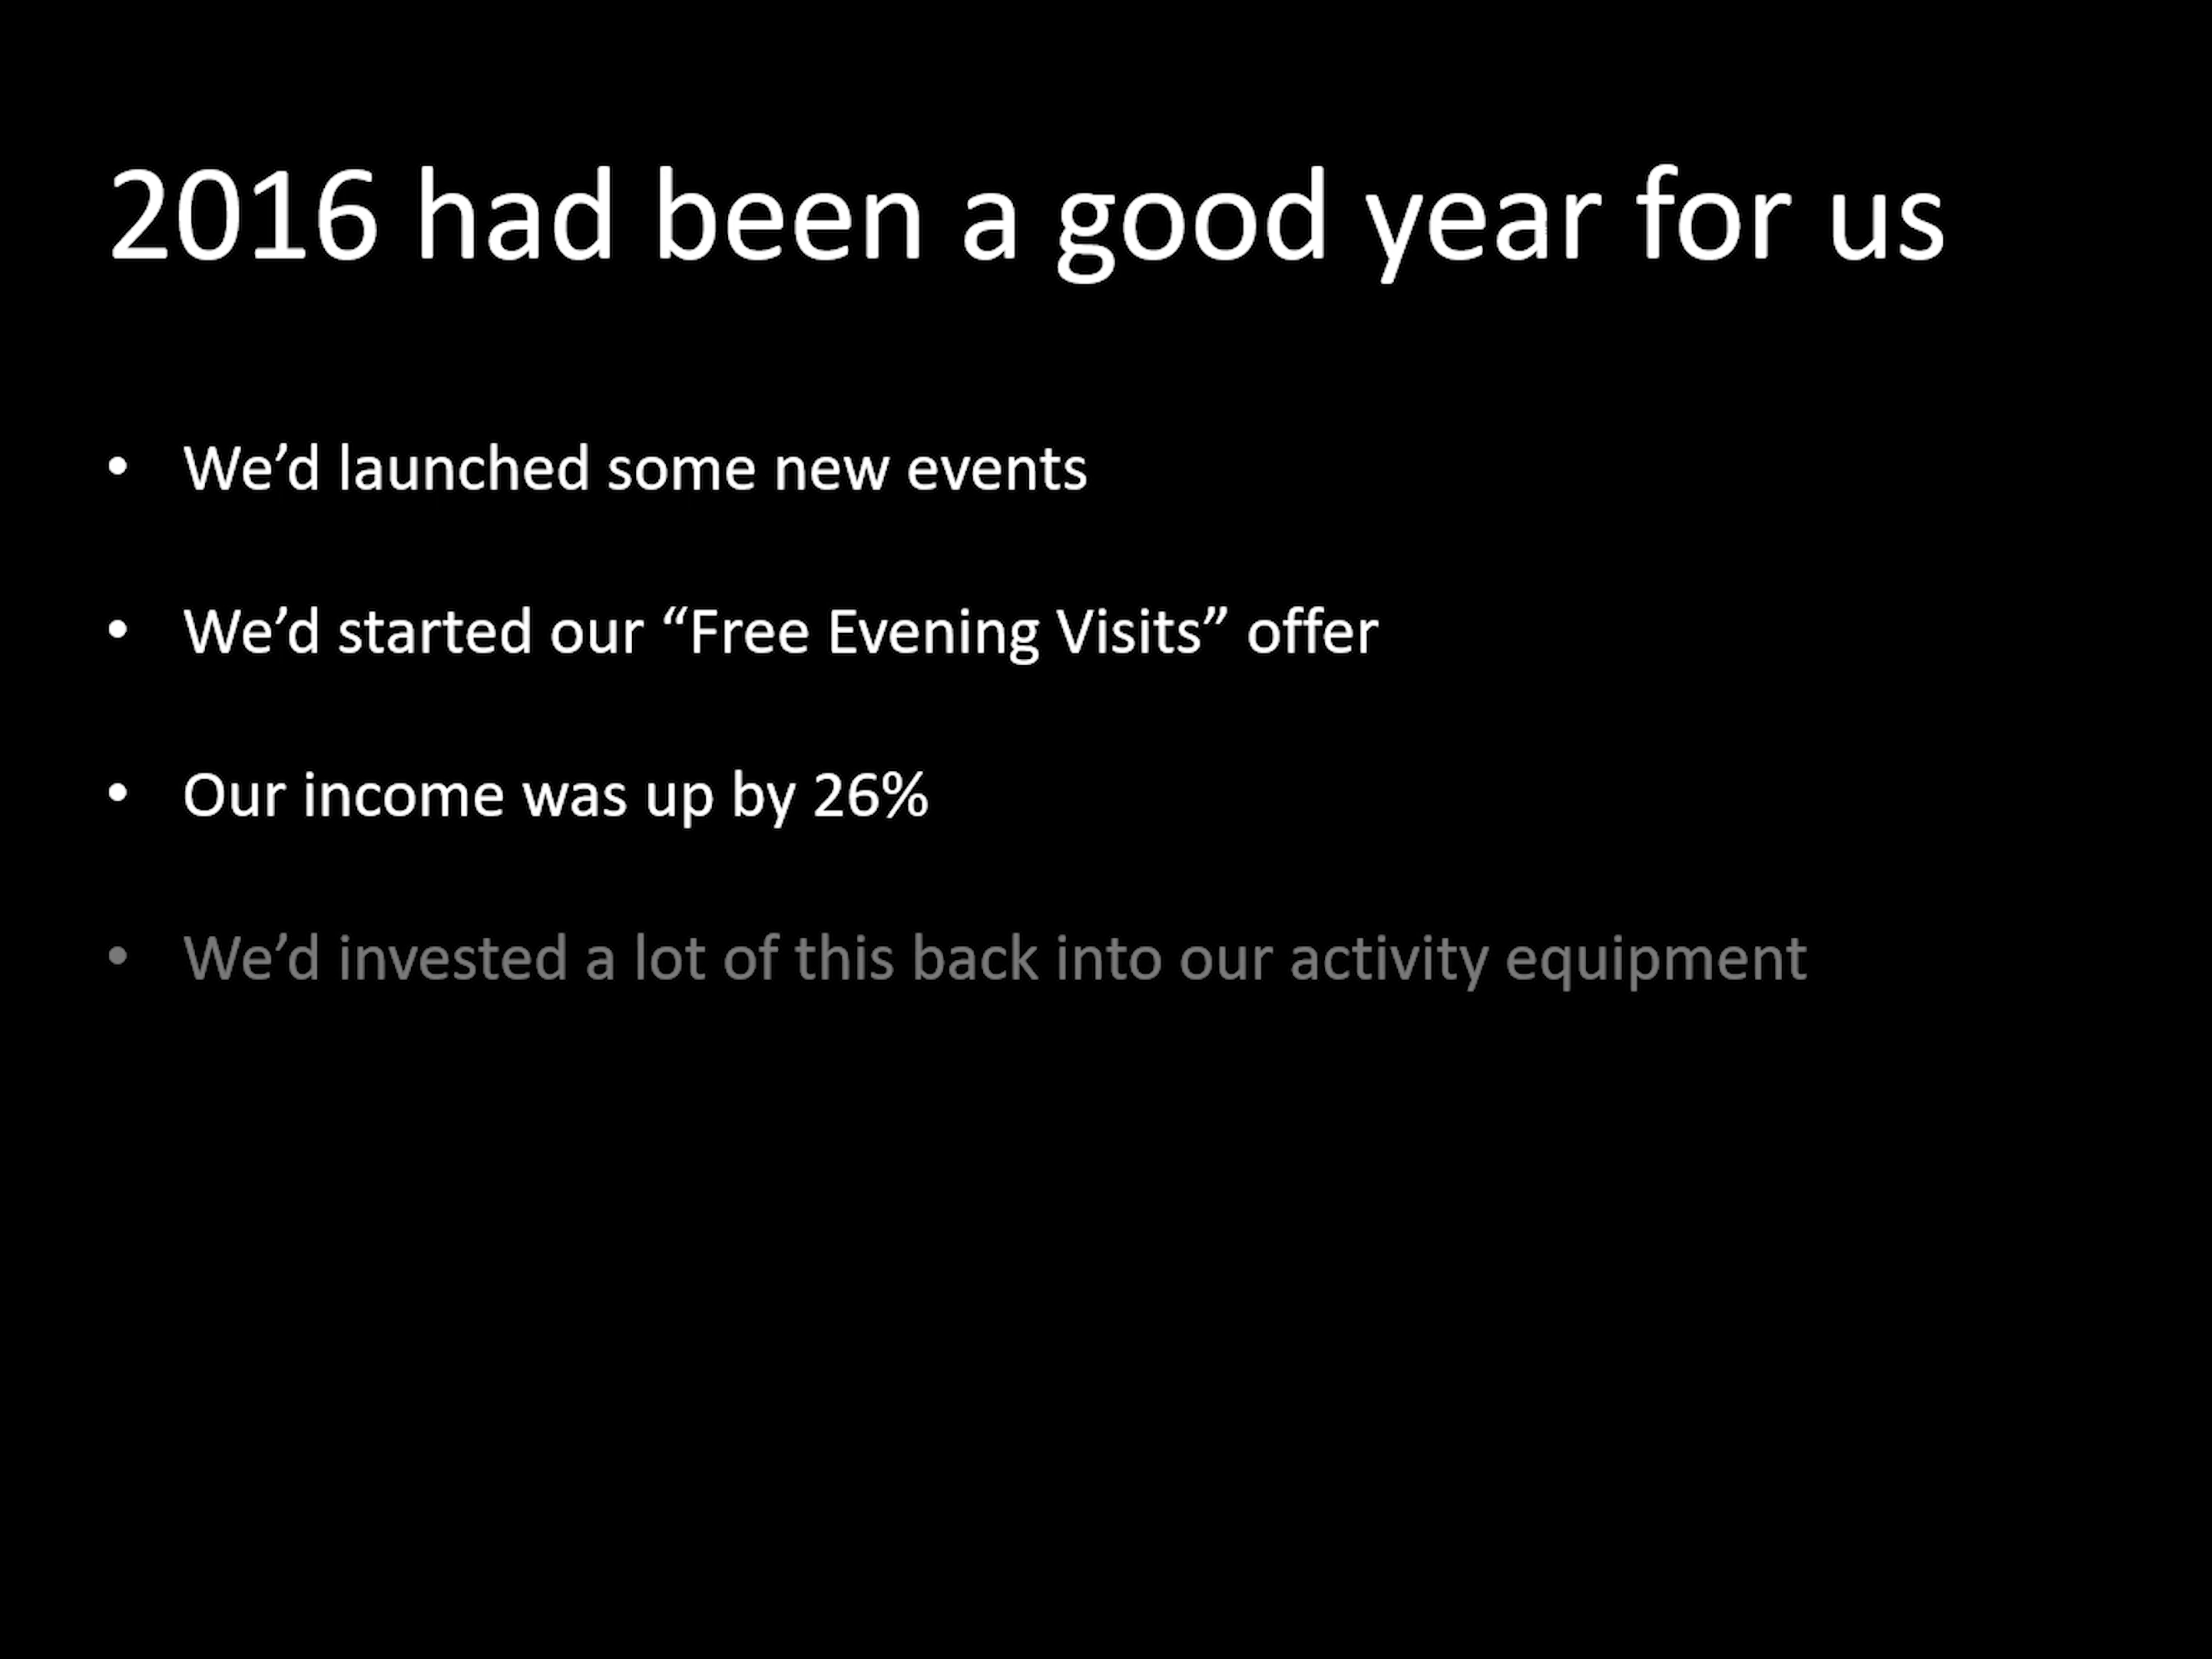 2016 had been a good year for us
• We’d launched some new events
• We’d started our “Free Evening Visits” offer
• Our income was up by 26%
• We’d invested a lot of this back into our activity equipment